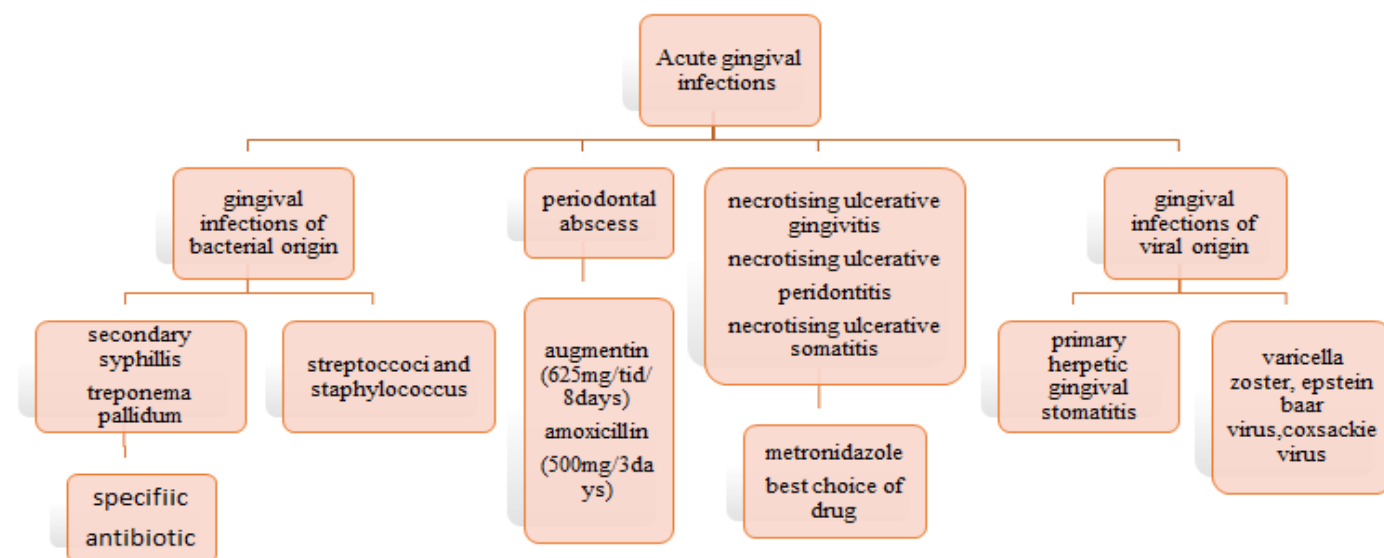 Acute gingival
infections
gingival
infections of
bacterial origin
periodontal
abscess
necrotising ulcerative
gingivitis
necrotising ulcerative
peridontitis
necrotising ulcerative
somatitis
gingival
infections of
viral origin
secondary
syphillis
treponema
pallidum
streptoccoci and
staphylococcus
augmentin
(625mg/tid/
8days)
amoxicillin
(500mg/3da
ys)
primary
herpetic
gingival
stomatitis
varicella
zoster, epstein
baar
virus,coxsackie
virus
metronidazole
best choice of
drug
specifiic
antibiotic